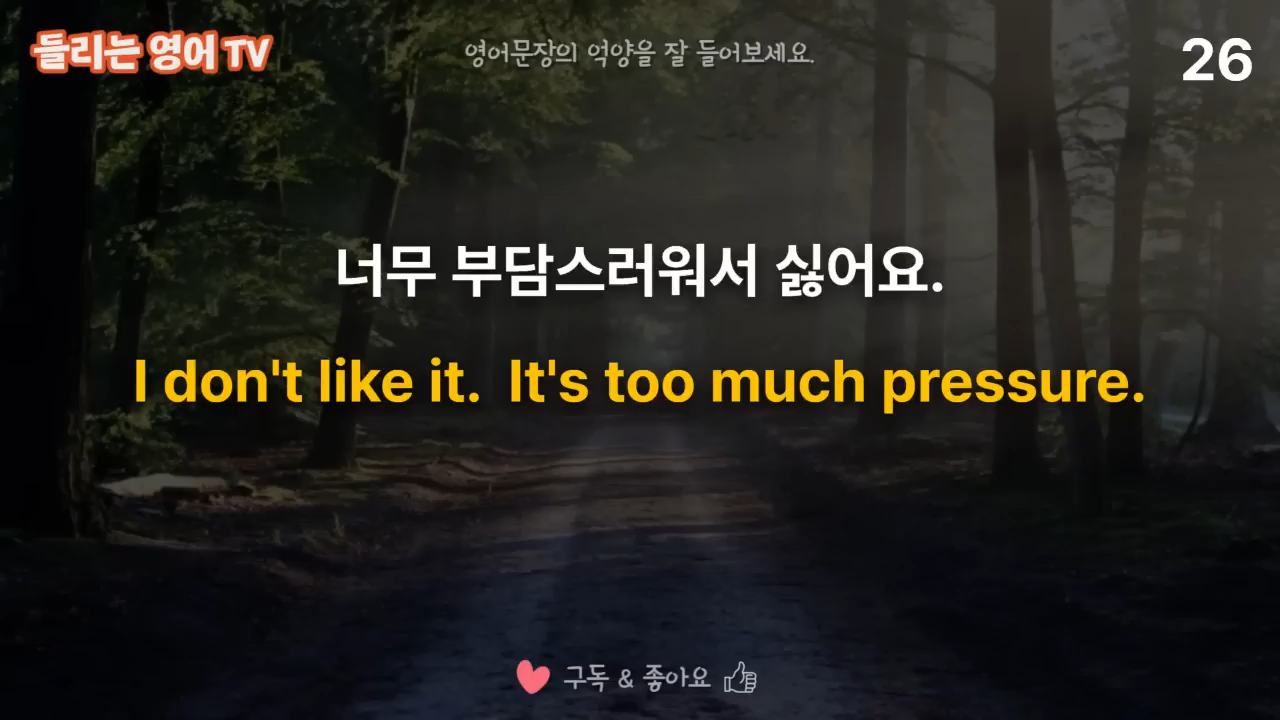 들리는 영어 TV
영어문장의 억양을 잘 들어보세요.
26
너무 부담스러워서 싫어요.
I don't like it. It's too much pressure.
구독 & 좋아요